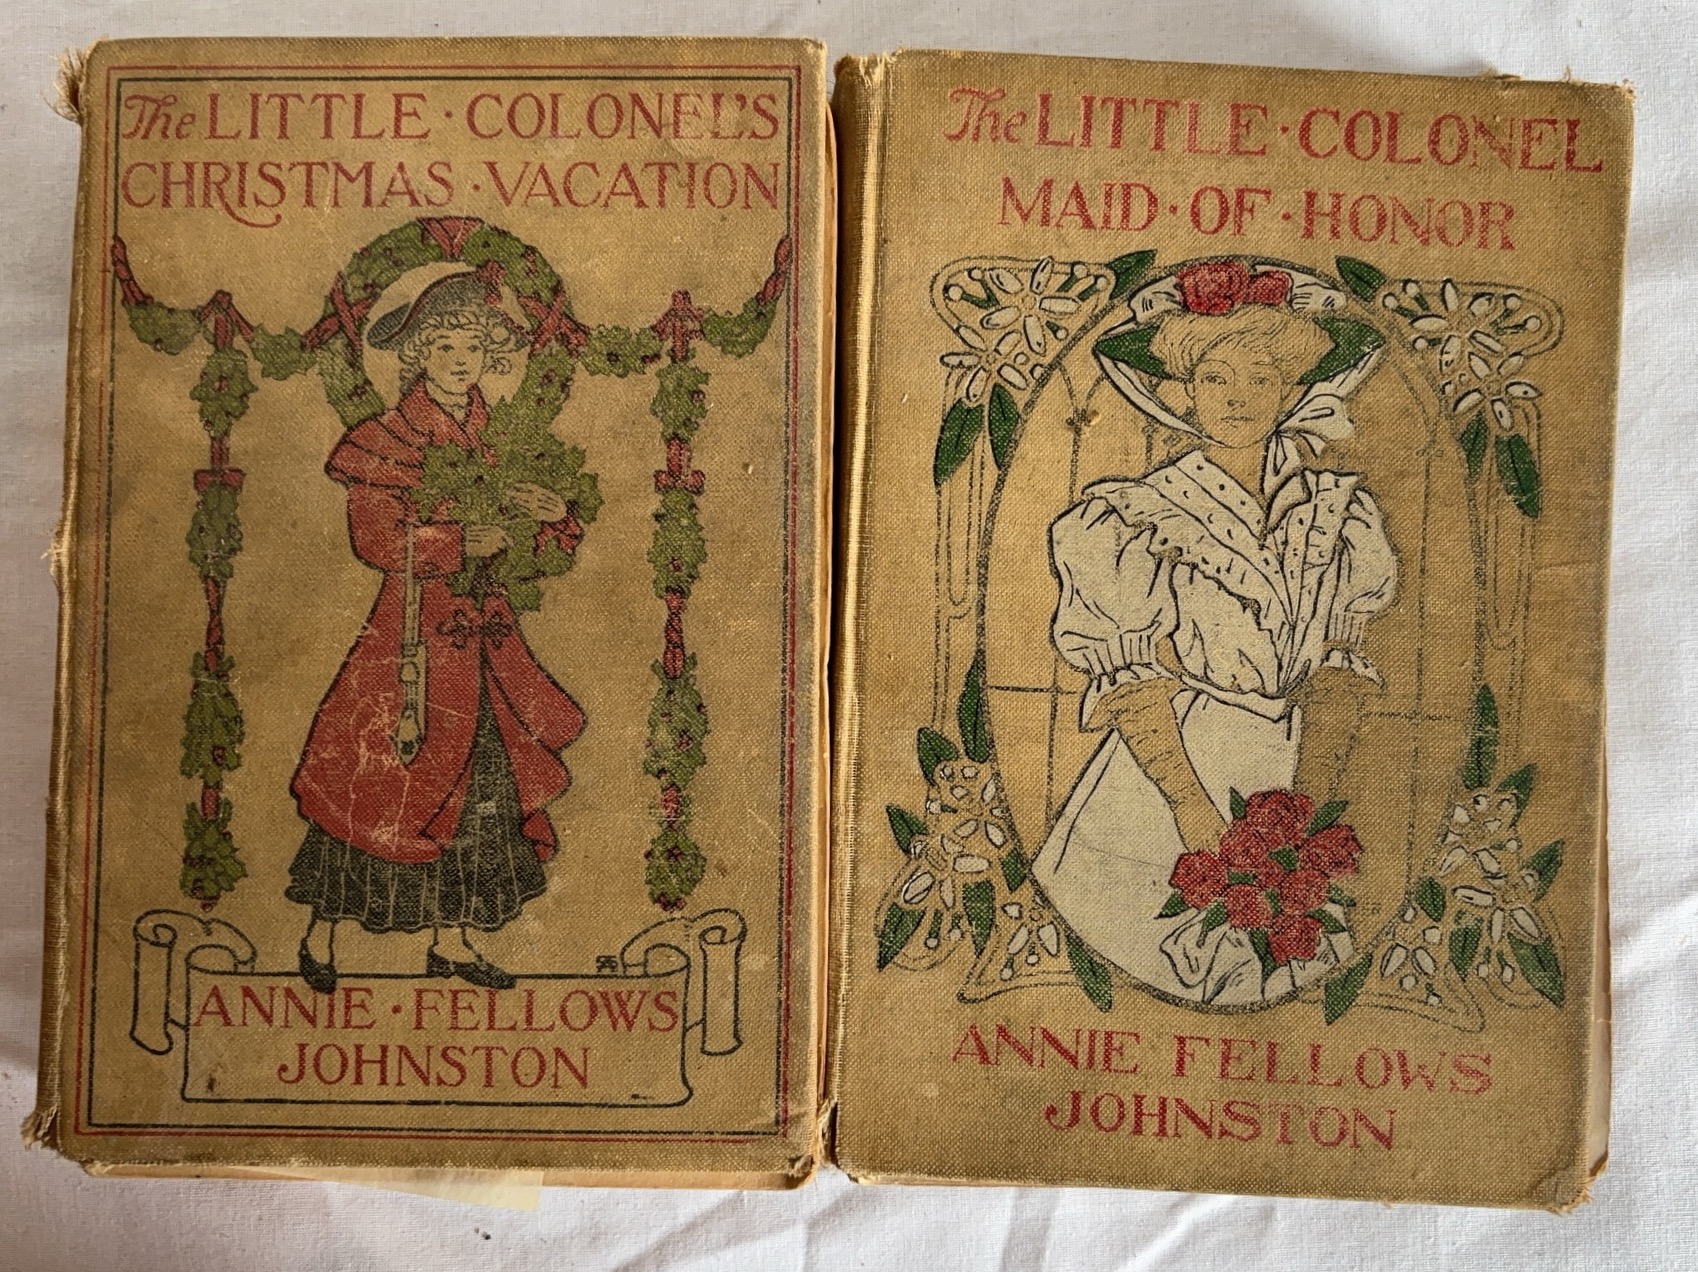 The LITTLE · COLONEL'S
CHRISTMAS · VACATION
ANNIE · FELLOWS
JOHNSTON
The LITTLE · COLONEL
MAID · OF · HONOR
ANNIE FELLOWS
JOHNSTON